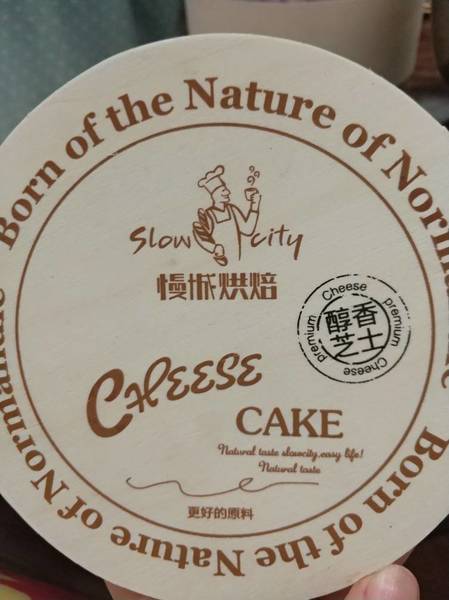 Born of the Nature of Normandie
Slow city
慢城烘焙
Cheese premium
醇香
芝士
Cheese premium
CHEESE
CAKE
Natural taste slowcity,easy life!
Natural taste
更好的原料
Born of the Nature of Normandie